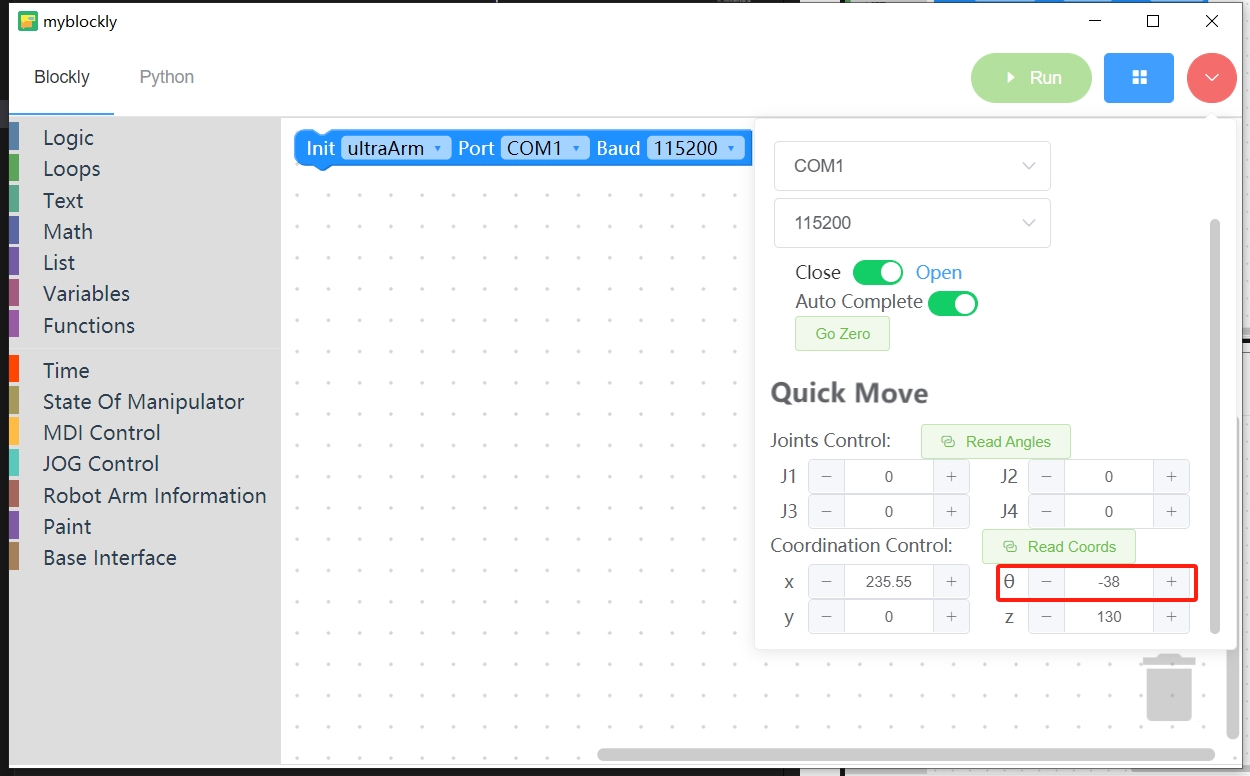 myblockly
Blockly Python Run
Logic
Loops
Text
Math
List
Variables
Functions
Time
State Of Manipulator
MDI Control
JOG Control
Robot Arm Information
Paint
Base Interface
Init ultraArm Port COM1 Baud 115200
COM1
115200
Close Open
Auto Complete
Go Zero
Quick Move
Joints Control: Read Angles
J1 − 0 + J2 − 0 +
J3 − 0 + J4 − 0 +
Coordination Control: Read Coords
x − 235.55 + θ − -38 +
y − 0 + z − 130 +